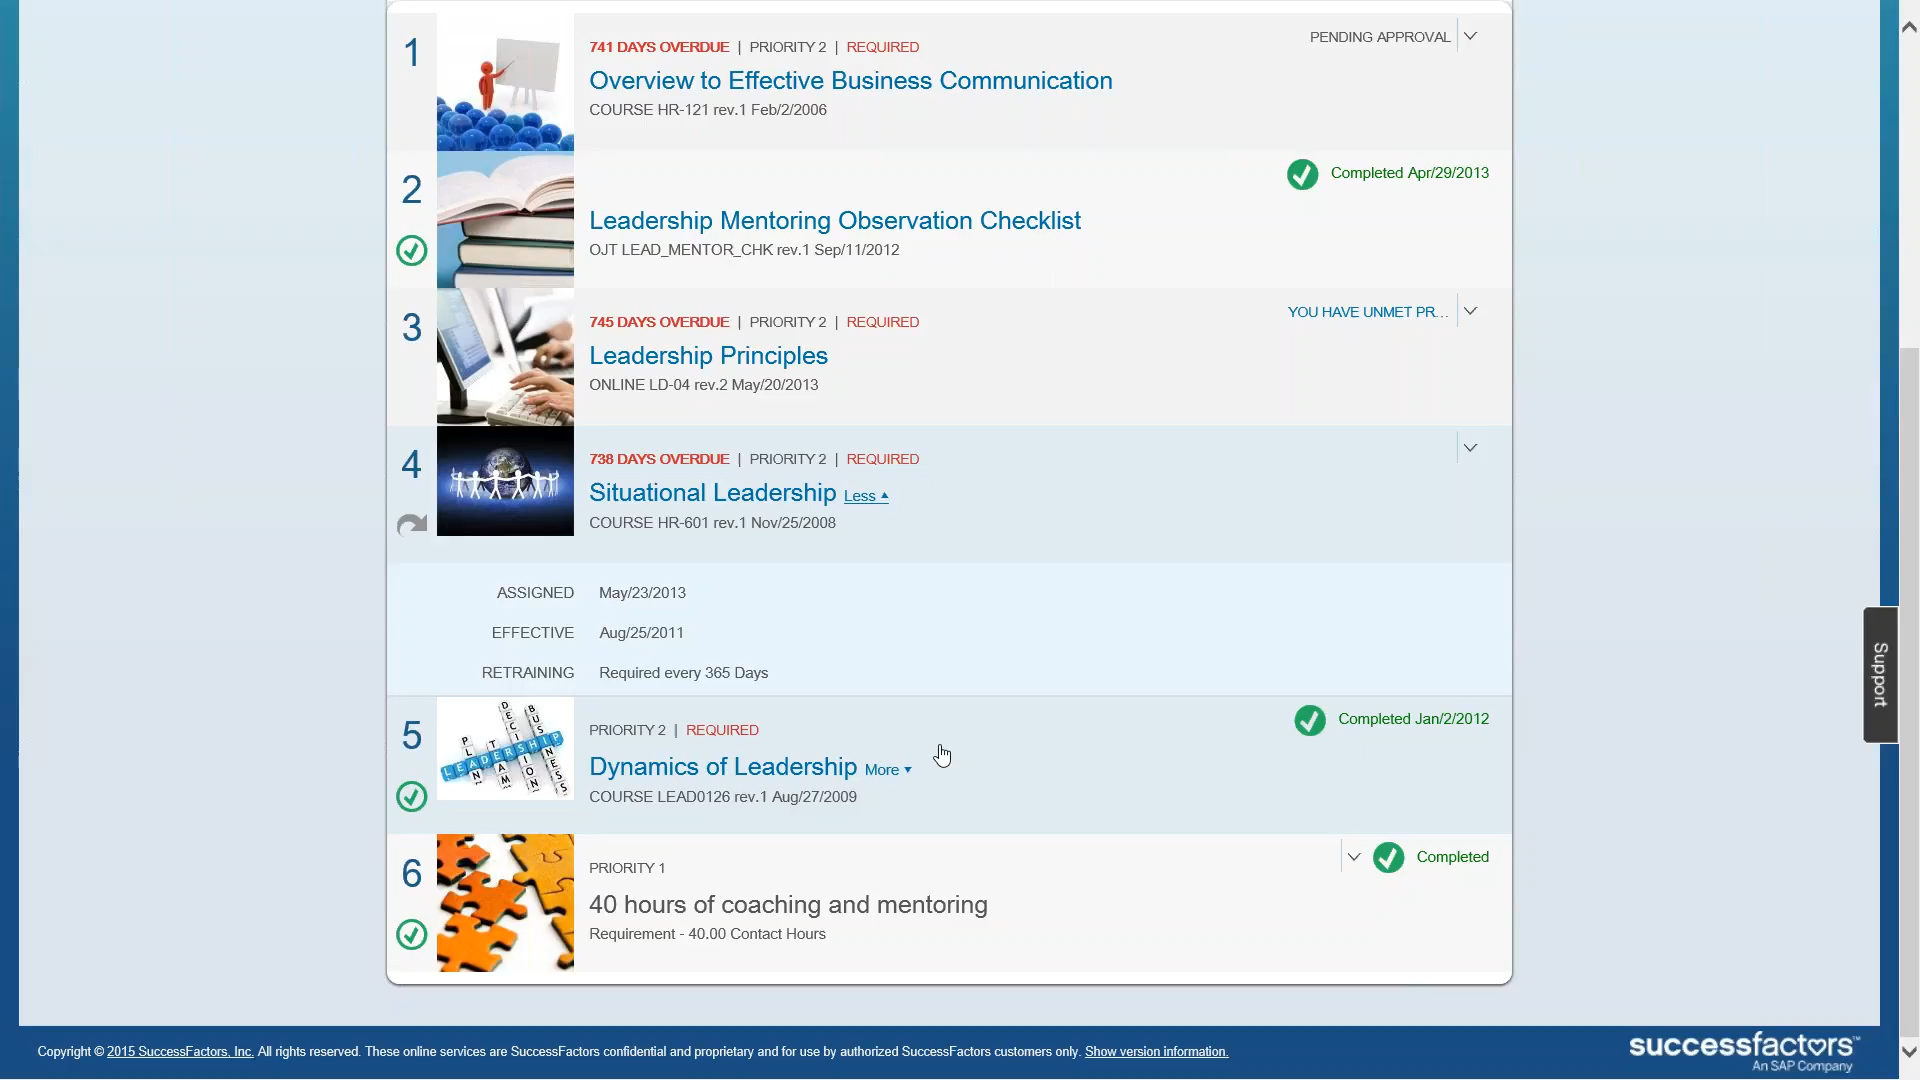 1
741 DAYS OVERDUE | PRIORITY 2 | REQUIRED
PENDING APPROVAL
Overview to Effective Business Communication
COURSE HR-121 rev.1 Feb/2/2006
2
Completed Apr/29/2013
Leadership Mentoring Observation Checklist
OJT LEAD_MENTOR_CHK rev.1 Sep/11/2012
3
745 DAYS OVERDUE | PRIORITY 2 | REQUIRED
YOU HAVE UNMET PR...
Leadership Principles
ONLINE LD-04 rev.2 May/20/2013
4
738 DAYS OVERDUE | PRIORITY 2 | REQUIRED
Situational Leadership Less
COURSE HR-601 rev.1 Nov/25/2008
ASSIGNED May/23/2013
EFFECTIVE Aug/25/2011
RETRAINING Required every 365 Days
Support
5
PRIORITY 2 | REQUIRED
Completed Jan/2/2012
Dynamics of Leadership More
COURSE LEAD0126 rev.1 Aug/27/2009
LEADERSHIP
PLAN
TEAM
DECISION
BUSINESS
6
PRIORITY 1
Completed
40 hours of coaching and mentoring
Requirement - 40.00 Contact Hours
Copyright © 2015 SuccessFactors, Inc. All rights reserved. These online services are SuccessFactors confidential and proprietary and for use by authorized SuccessFactors customers only. Show version information.
successfactors™
An SAP Company